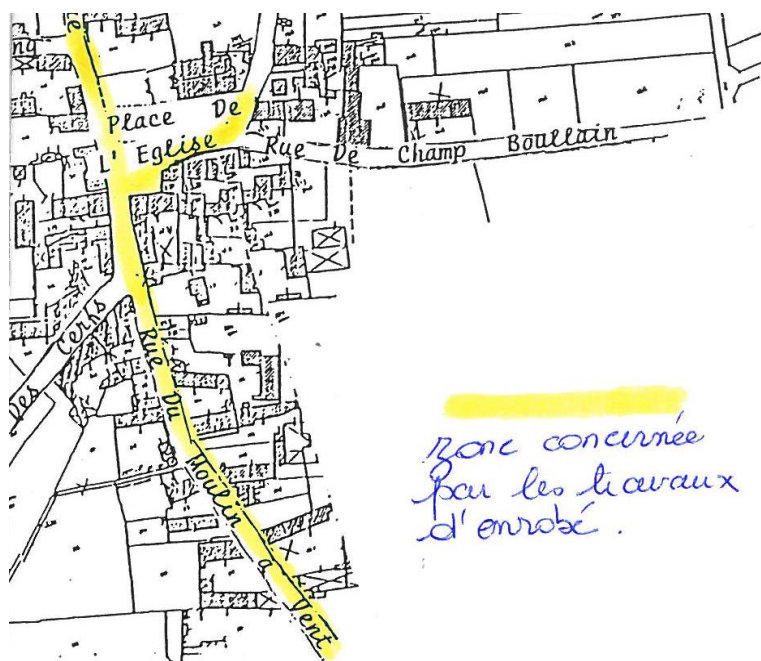 Place De
L' Eglise
Rue De Champ Boullain
Des Cerfs
Rue Du Moulin à Vent
zone concernée
par les travaux
d'enrobé.